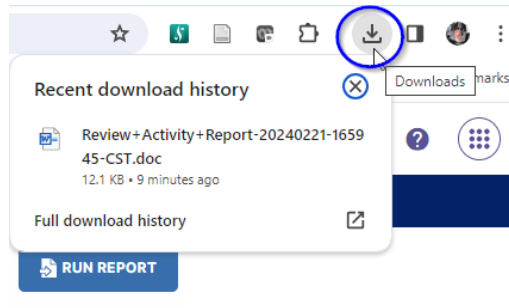 Recent download history
Downloads
marks
Review+Activity+Report-20240221-1659
45-CST.doc
12.1 KB • 9 minutes ago
Full download history
RUN REPORT